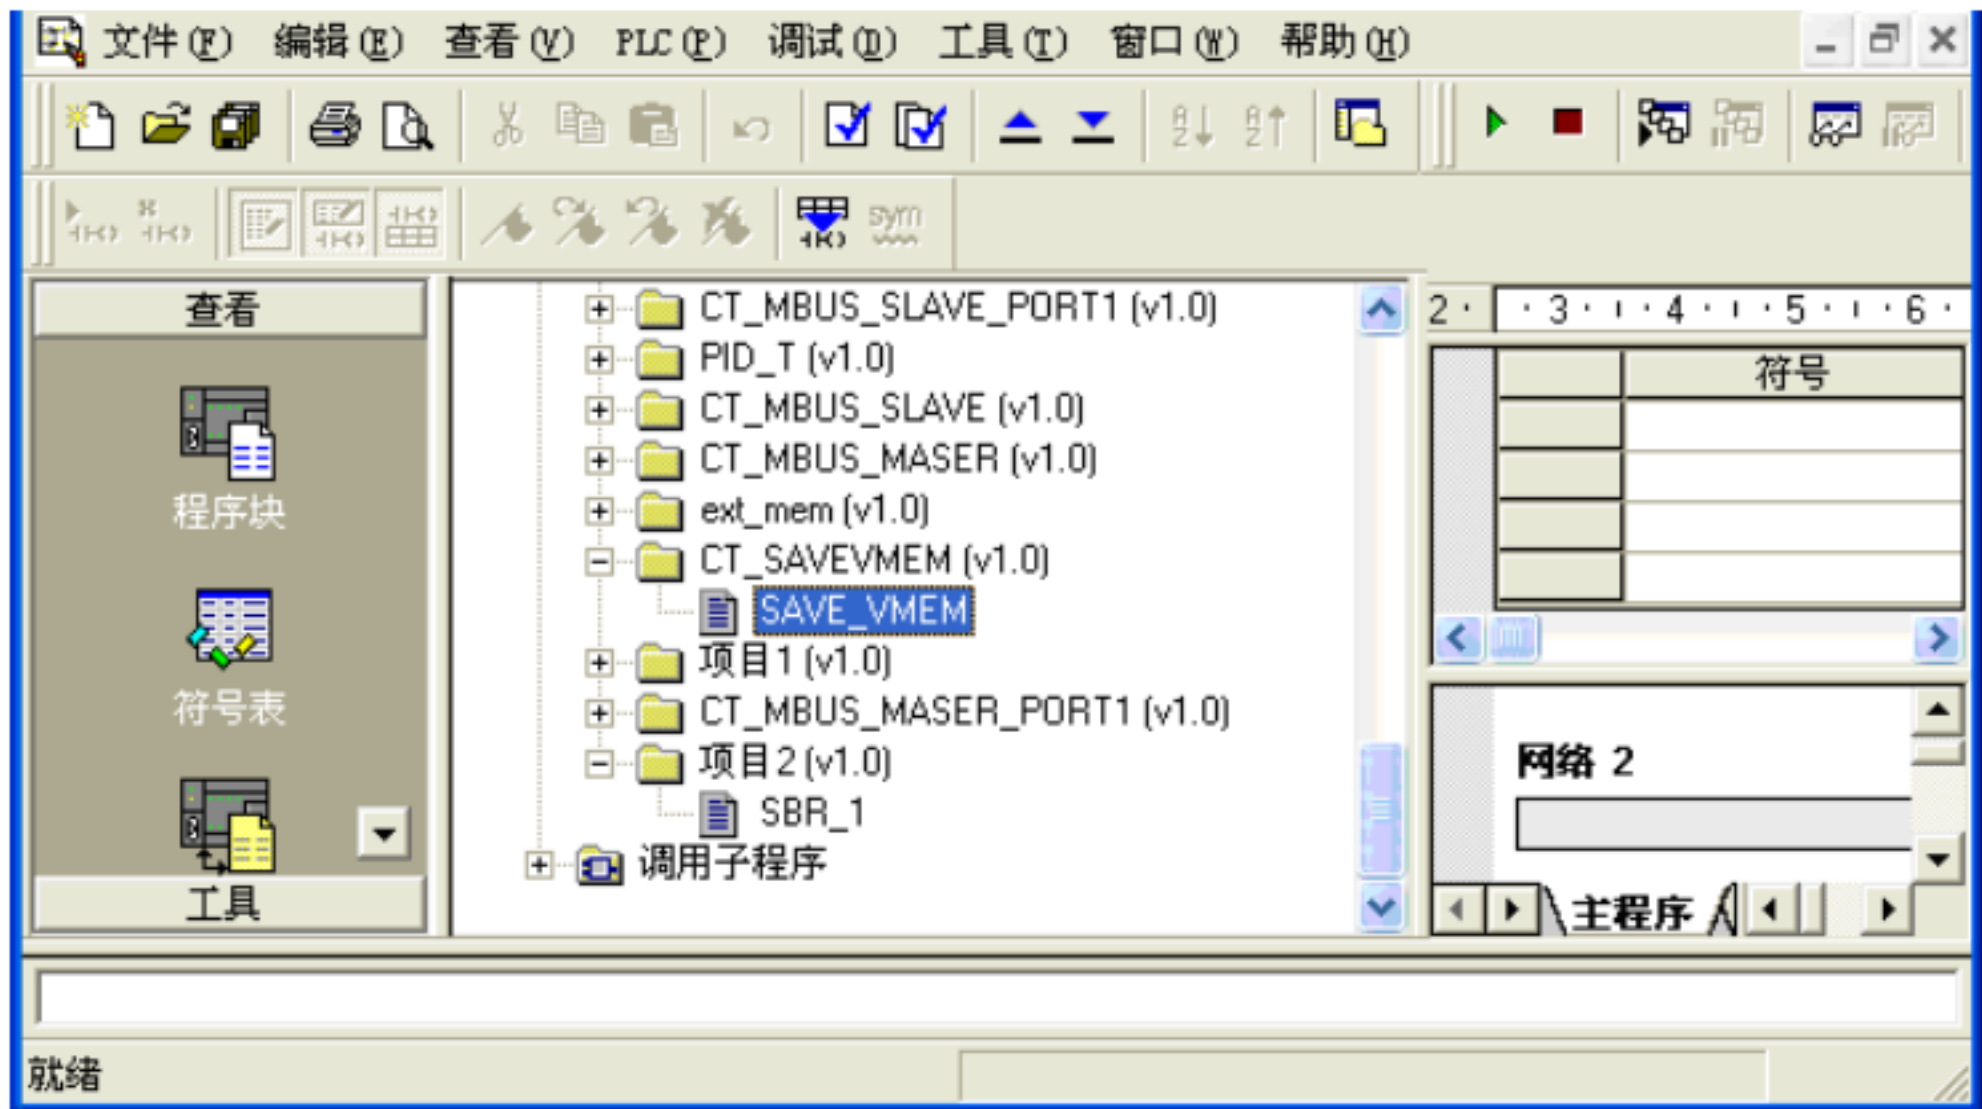 文件(F) 编辑(E) 查看(V) PLC(P) 调试(D) 工具(T) 窗口(W) 帮助(H)
sym
查看
程序块
符号表
工具
CT_MBUS_SLAVE_PORT1 (v1.0)
PID_T (v1.0)
CT_MBUS_SLAVE (v1.0)
CT_MBUS_MASER (v1.0)
ext_mem (v1.0)
CT_SAVEVMEM (v1.0)
SAVE_VMEM
项目1 (v1.0)
CT_MBUS_MASER_PORT1 (v1.0)
项目2 (v1.0)
SBR_1
调用子程序
2 · · 3 · ı · 4 · ı · 5 · ı · 6 ·
符号
网络 2
主程序
就绪